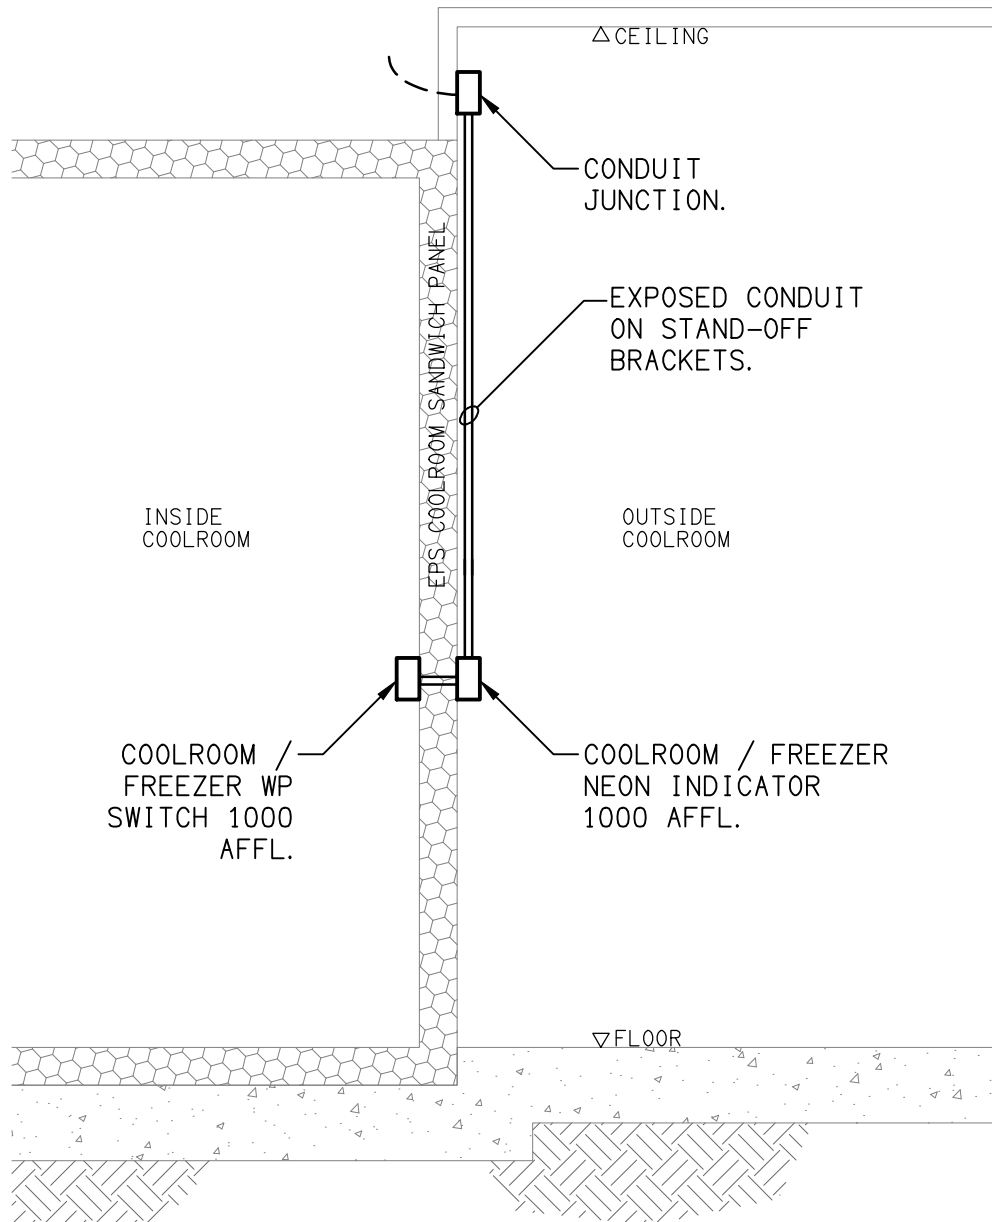 CEILING
CONDUIT
JUNCTION.
EXPOSED CONDUIT
ON STAND-OFF
BRACKETS.
EPS COOLROOM SANDWICH PANEL
INSIDE
COOLROOM
OUTSIDE
COOLROOM
COOLROOM /
FREEZER WP
SWITCH 1000
AFFL.
COOLROOM / FREEZER
NEON INDICATOR
1000 AFFL.
FLOOR